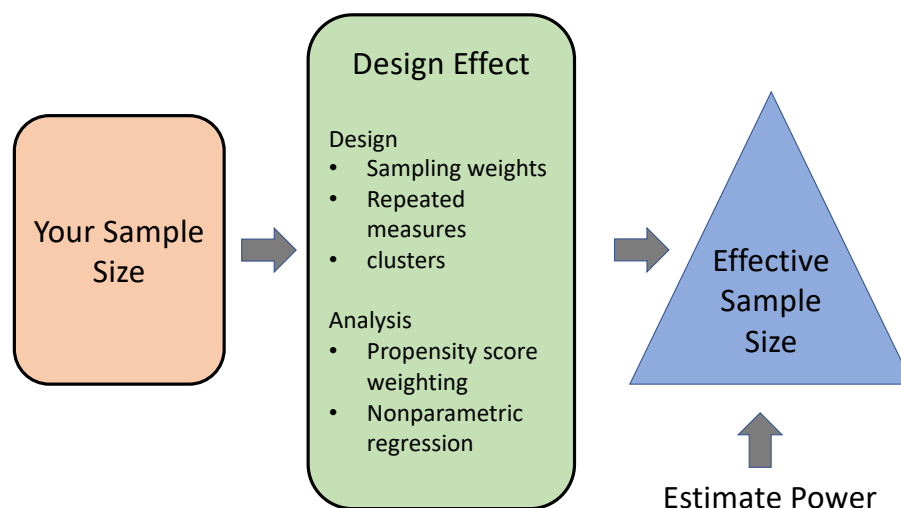 Your Sample
Size
Design Effect
Design
• Sampling weights
• Repeated
measures
• clusters
Analysis
• Propensity score
weighting
• Nonparametric
regression
Effective
Sample
Size
Estimate Power